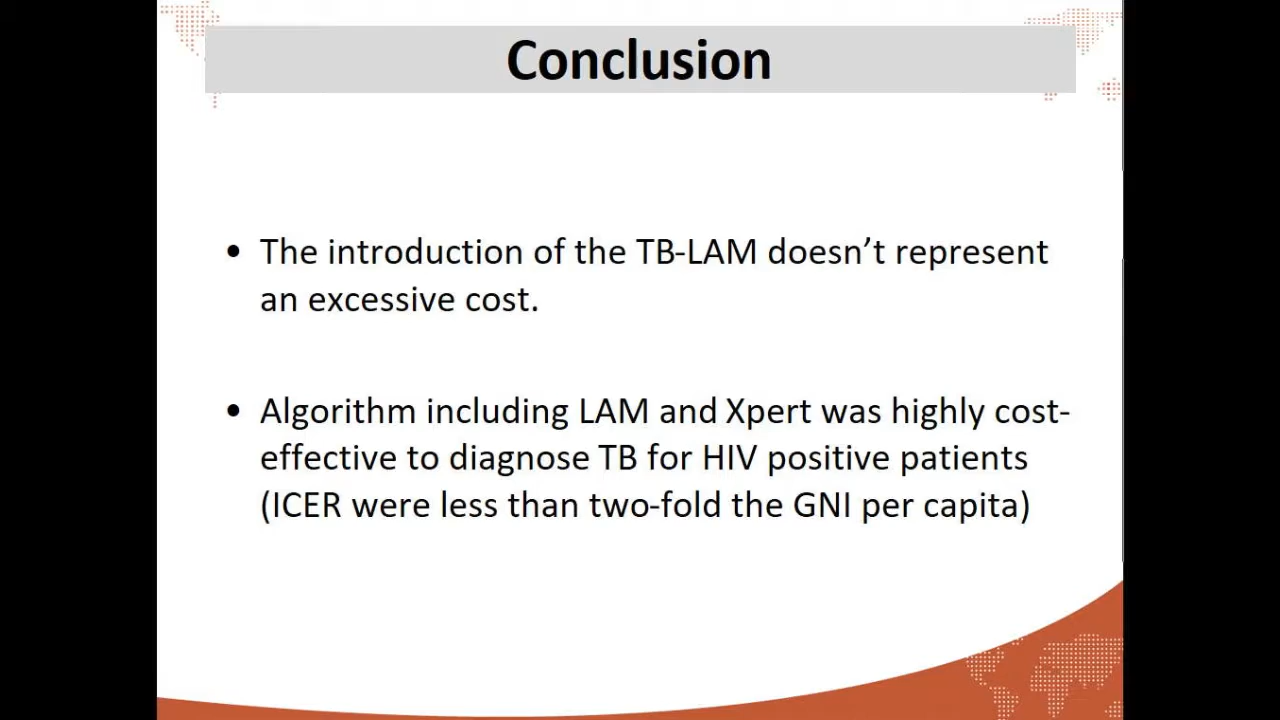 Conclusion
• The introduction of the TB-LAM doesn’t represent
an excessive cost.
• Algorithm including LAM and Xpert was highly cost-
effective to diagnose TB for HIV positive patients
(ICER were less than two-fold the GNI per capita)